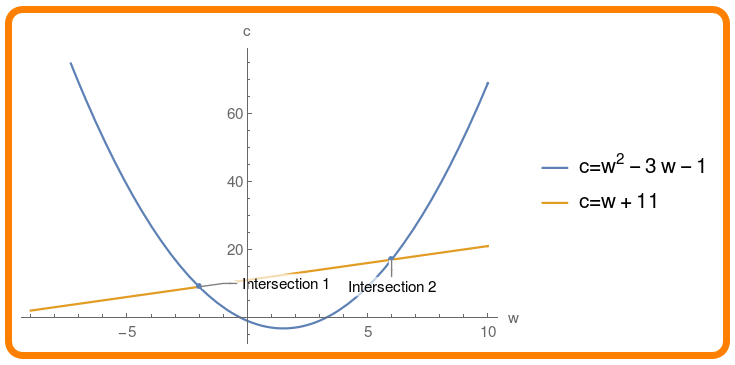 c
60
40
20
Intersection 1
Intersection 2
−5
5
10
w
c=w² − 3 w − 1
c=w + 11